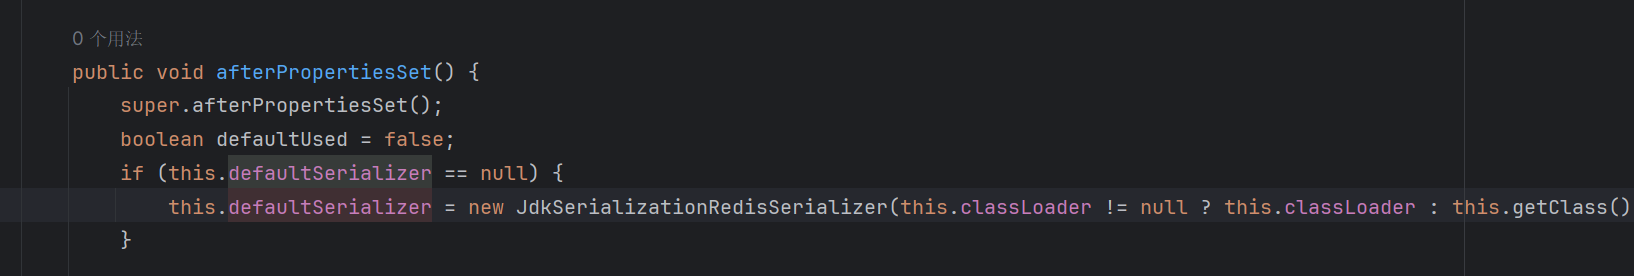 0 个用法
public void afterPropertiesSet() {
super.afterPropertiesSet();
boolean defaultUsed = false;
if (this.defaultSerializer == null) {
this.defaultSerializer = new JdkSerializationRedisSerializer(this.classLoader != null ? this.classLoader : this.getClass()
}